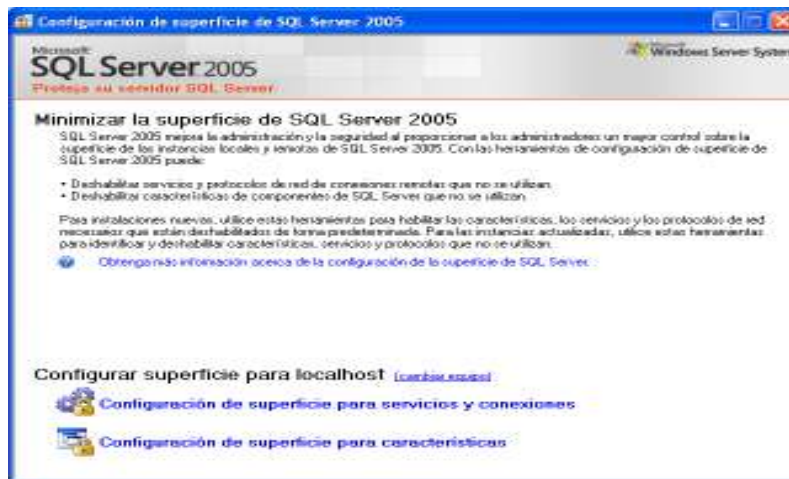 Configuración de superficie de SQL Server 2005
Microsoft
SQL Server 2005
Windows Server System
Proteja su servidor SQL Server
Minimizar la superficie de SQL Server 2005
SQL Server 2005 mejora la administración y la seguridad al proporcionar a los administradores un mayor control sobre la
superficie de las instancias locales y remotas de SQL Server 2005. Con las herramientas de configuración de superficie de
SQL Server 2005 puede:
• Deshabilitar servicios y protocolos de red de conexiones remotas que no se utilizan.
• Deshabilitar características de componentes de SQL Server que no se utilizan.
Para instalaciones nuevas, utilice estas herramientas para habilitar las características, los servicios y los protocolos de red
necesarios que están deshabilitados de forma predeterminada. Para las instancias actualizadas, utilice estas herramientas
para identificar y deshabilitar características, servicios y protocolos que no se utilizan.
Obtenga más información acerca de la configuración de la superficie de SQL Server.
Configurar superficie para localhost (cambiar equipo)
Configuración de superficie para servicios y conexiones
Configuración de superficie para características